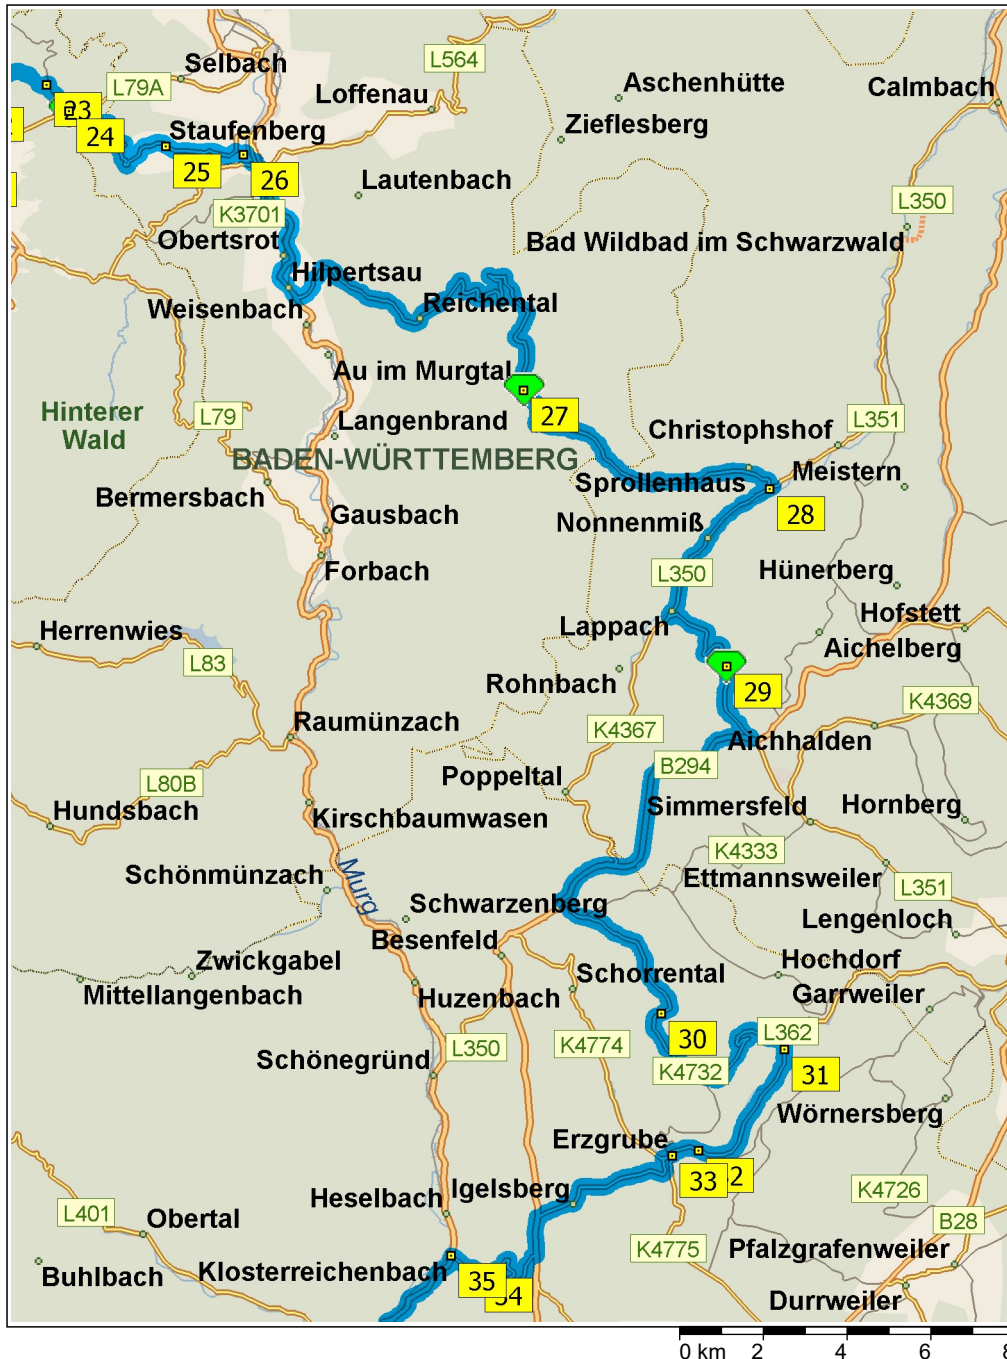 Selbach
L79A
L564
Aschenhütte
Calmbach
Loffenau
23
24
Staufenberg
Zieflesberg
25
26
Lautenbach
K3701
L350
Obertsrot
Bad Wildbad im Schwarzwald
Hilpertsau
Weisenbach
Reichental
Au im Murgtal
Hinterer
Wald
L79
27
Langenbrand
Christophshof
L351
BADEN-WÜRTTEMBERG
Sprollenhaus
Meistern
Bermersbach
28
Gausbach
Nonnenmiß
Forbach
L350
Hünerberg
Herrenwies
Lappach
Hofstett
Aichelberg
L83
Rohnbach
29
K4369
Raumünzach
K4367
Aichhalden
L80B
Poppeltal
B294
Hundsbach
Kirschbaumwasen
Simmersfeld
Hornberg
K4333
Schönmünzach
Murg
Ettmannsweiler
L351
Schwarzenberg
Lengenloch
Besenfeld
Zwickgabel
Schorrental
Hochdorf
Mittellangenbach
Huzenbach
Garrweiler
30
L362
L350
K4774
Schönegründ
K4732
31
Wörnersberg
Erzgrube
33
Heselbach
Igelsberg
K4726
L401
Obertal
B28
K4775
Pfalzgrafenweiler
Buhlbach
Klosterreichenbach
35
Durrweiler
0 km
2
4
6